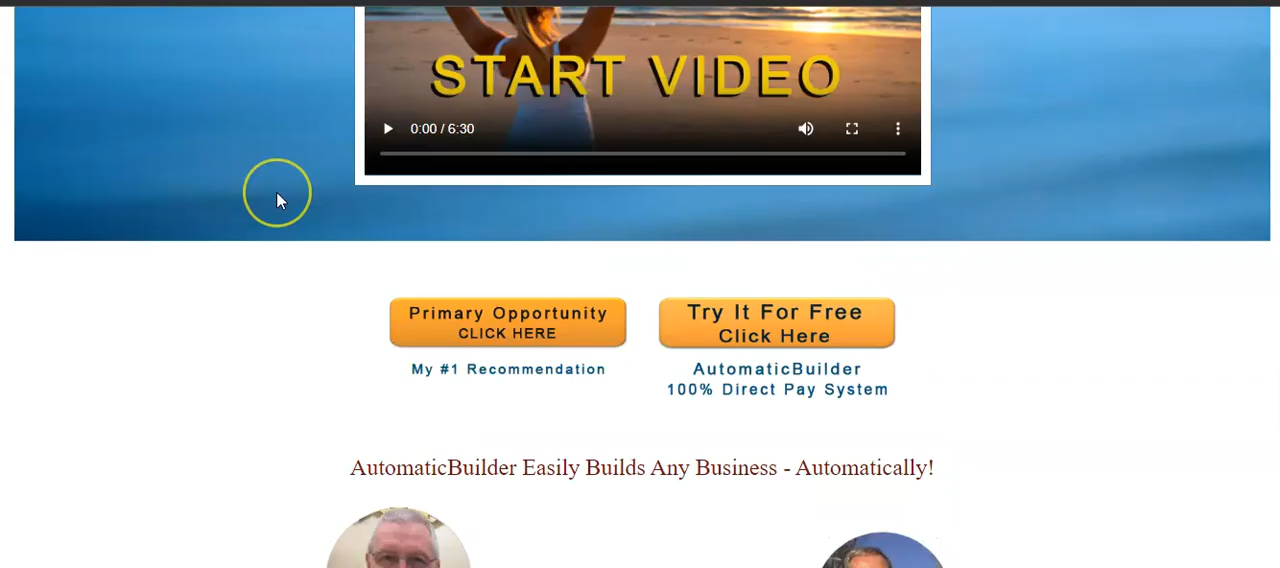 START VIDEO
0:00 / 6:30
Primary Opportunity
CLICK HERE
My #1 Recommendation
Try It For Free
Click Here
AutomaticBuilder
100% Direct Pay System
AutomaticBuilder Easily Builds Any Business - Automatically!